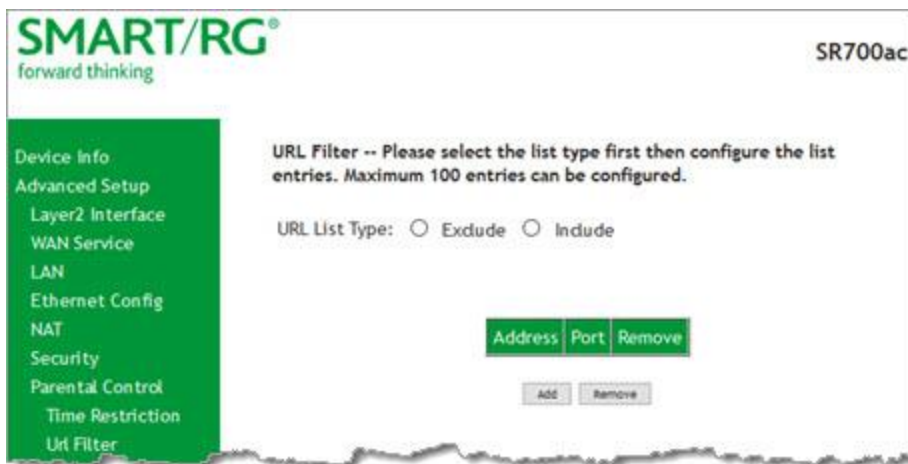 SMART/RG®
forward thinking
SR700ac
Device Info
Advanced Setup
Layer2 Interface
WAN Service
LAN
Ethernet Config
NAT
Security
Parental Control
Time Restriction
Url Filter
URL Filter -- Please select the list type first then configure the list
entries. Maximum 100 entries can be configured.
URL List Type: Exclude Include
Address Port Remove
Add Remove